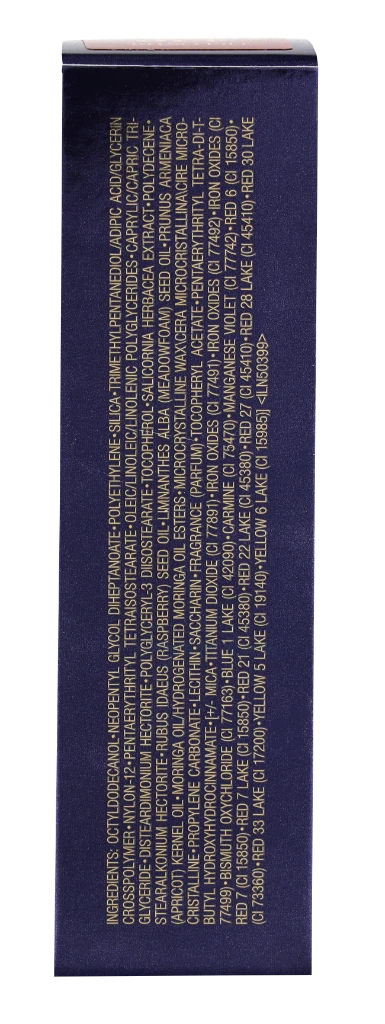 INGREDIENTS: OCTYLDODECANOL•NEOPENTYL GLYCOL DIHEPTANOATE•POLYETHYLENE•SILICA•TRIMETHYLPENTANEDIOL/ADIPIC ACID/GLYCERIN
CROSSPOLYMER•NYLON-12•PENTAERYTHRITYL TETRAISOSTEARATE•OLEIC/LINOLEIC/LINOLENIC POLYGLYCERIDES•CAPRYLIC/CAPRIC TRI-
GLYCERIDE•DISTEARDIMONIUM HECTORITE•POLYGLYCERYL-3 DIISOSTEARATE•TOCOPHEROL•SALICORNIA HERBACEA EXTRACT•POLYDECENE•
STEARALKONIUM HECTORITE•RUBUS IDAEUS (RASPBERRY) SEED OIL•LIMNANTHES ALBA (MEADOWFOAM) SEED OIL•PRUNUS ARMENIACA
(APRICOT) KERNEL OIL•MORINGA OIL/HYDROGENATED MORINGA OIL ESTERS•MICROCRYSTALLINE WAX\CERA MICROCRISTALLINA\CIRE MICRO-
CRISTALLINE•PROPYLENE CARBONATE•LECITHIN•SACCHARIN•FRAGRANCE (PARFUM)•TOCOPHERYL ACETATE•PENTAERYTHRITYL TETRA-DI-T-
BUTYL HYDROXYHYDROCINNAMATE•[+/- MICA•TITANIUM DIOXIDE (CI 77891)•IRON OXIDES (CI 77491)•IRON OXIDES (CI 77492)•IRON OXIDES (CI
77499)•BISMUTH OXYCHLORIDE (CI 77163)•BLUE 1 LAKE (CI 42090)•CARMINE (CI 75470)•MANGANESE VIOLET (CI 77742)•RED 6 (CI 15850)•
RED 7 (CI 15850)•RED 7 LAKE (CI 15850)•RED 21 (CI 45380)•RED 22 LAKE (CI 45380)•RED 27 (CI 45410)•RED 28 LAKE (CI 45410)•RED 30 LAKE
(CI 73360)•RED 33 LAKE (CI 17200)•YELLOW 5 LAKE (CI 19140)•YELLOW 6 LAKE (CI 15985)] <ILN50399>